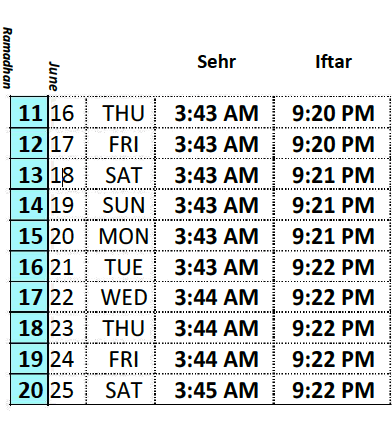 Ramadhan June Sehr Iftar
11 16 THU 3:43 AM 9:20 PM
12 17 FRI 3:43 AM 9:20 PM
13 18 SAT 3:43 AM 9:21 PM
14 19 SUN 3:43 AM 9:21 PM
15 20 MON 3:43 AM 9:21 PM
16 21 TUE 3:43 AM 9:22 PM
17 22 WED 3:44 AM 9:22 PM
18 23 THU 3:44 AM 9:22 PM
19 24 FRI 3:44 AM 9:22 PM
20 25 SAT 3:45 AM 9:22 PM